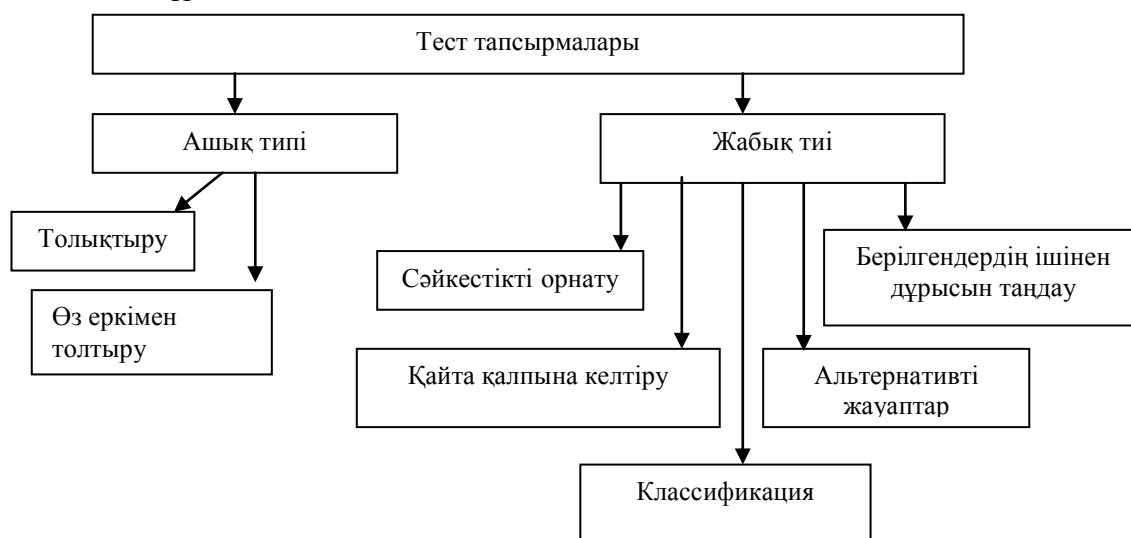 Тест тапсырмалары
Ашық типі
Жабық тиі
Толықтыру
Сәйкестікті орнату
Берілгендердің ішінен
дұрысын таңдау
Өз еркімен
толтыру
Қайта қалпына келтіру
Альтернативті
жауаптар
Классификация